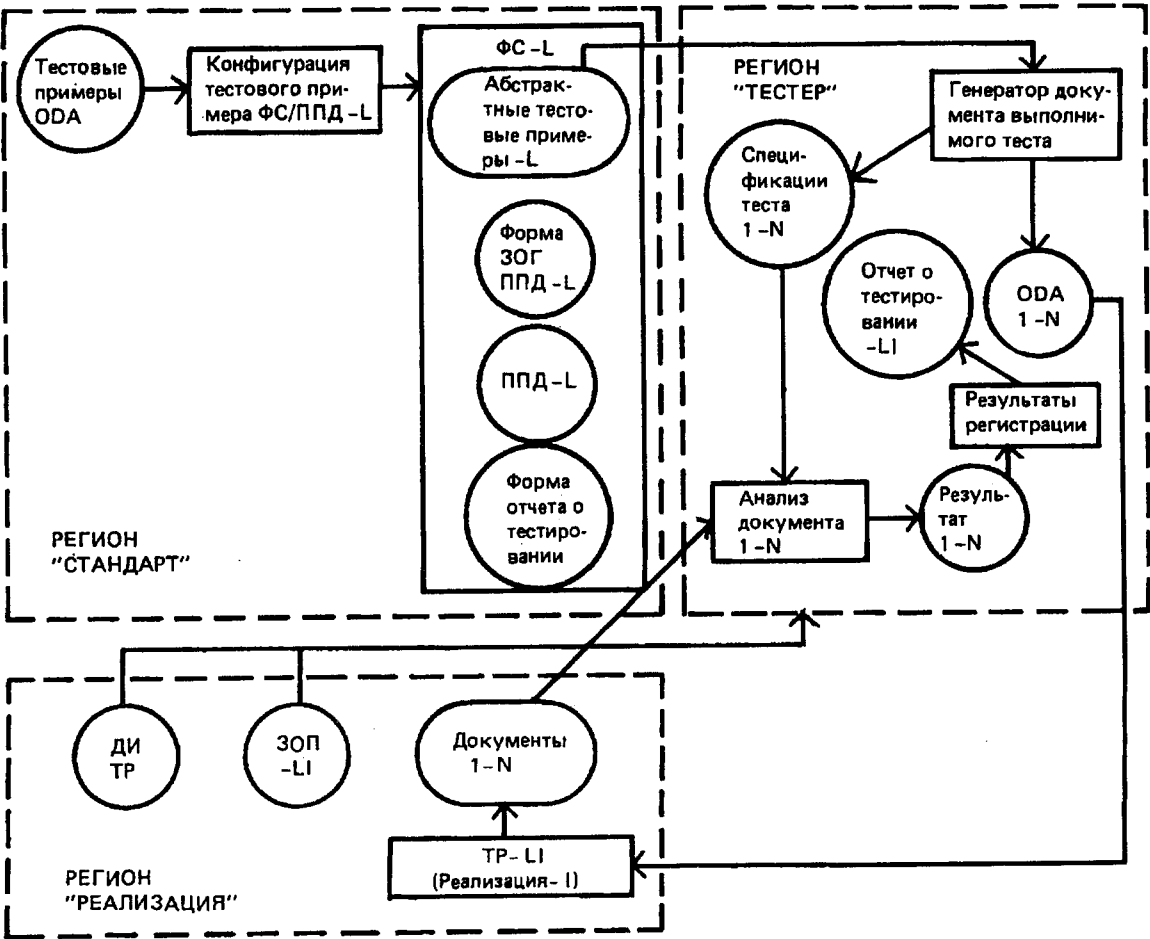 Тестовые
примеры
ODA
Конфигурация
тестового при-
мера ФС/ППД-L
ФС-L
Абстрак-
тные тесто-
вые приме-
ры-L
Форма
ЗОГ
ППД-L
ППД-L
Форма
отчета о
тестиро-
вании
РЕГИОН
"СТАНДАРТ"
РЕГИОН
"ТЕСТЕР"
Генератор доку-
мента выполни-
мого теста
Специ-
фикации
теста
1-N
Отчет о
тестиро-
вании
-LI
ODA
1-N
Результаты
регистрации
Анализ
документа
1-N
Резуль-
тат
1-N
ДИ
ТР
ЗОП
-LI
Документы
1-N
ТР-LI
(Реализация-I)
РЕГИОН
"РЕАЛИЗАЦИЯ"